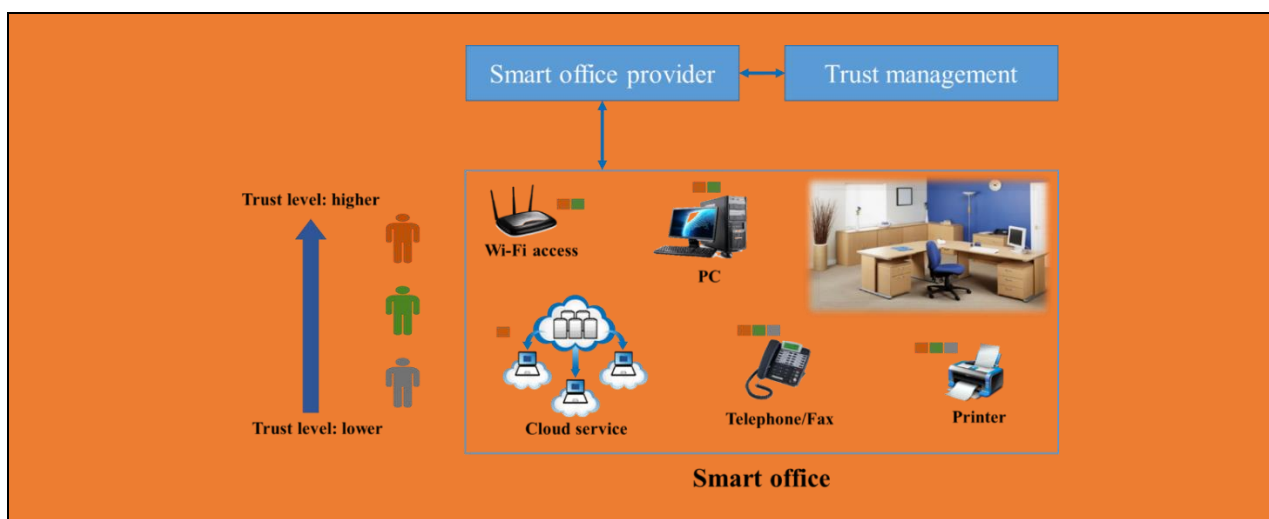 Smart office provider
Trust management
Trust level: higher
Wi-Fi access
PC
Cloud service
Telephone/Fax
Printer
Trust level: lower
Smart office